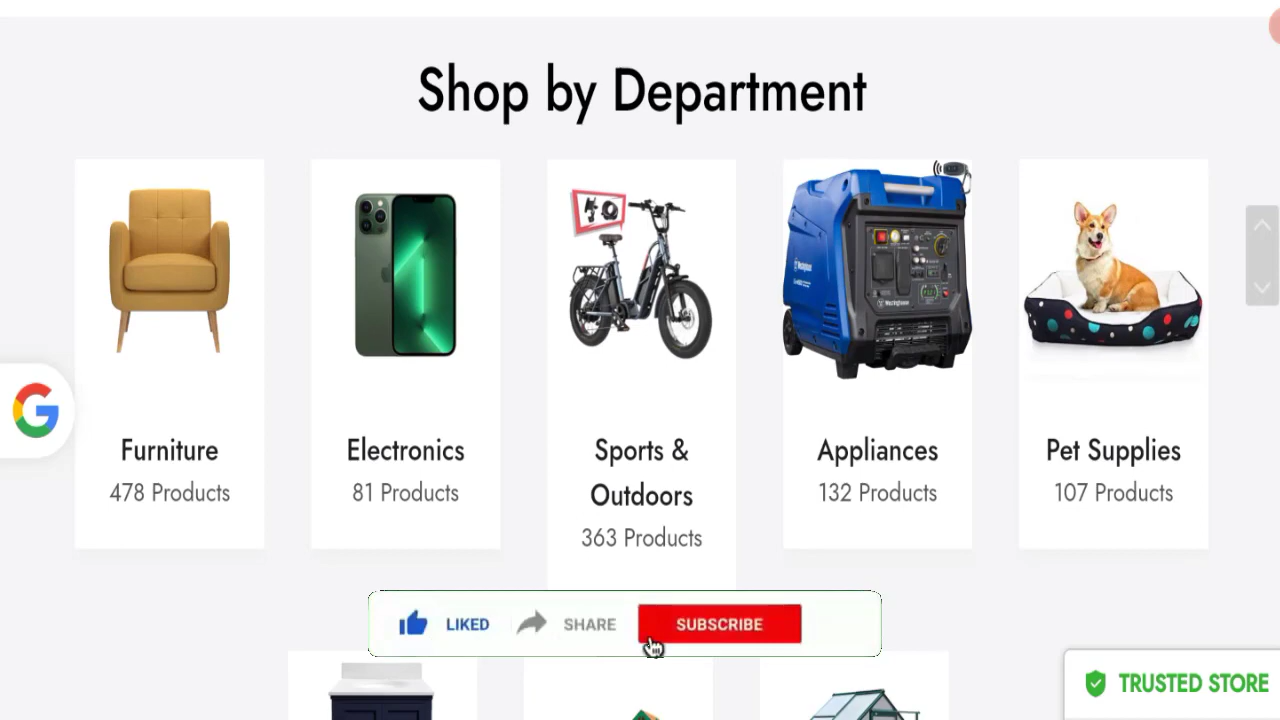 Shop by Department
Furniture
478 Products
Electronics
81 Products
Sports &
Outdoors
363 Products
Appliances
132 Products
Pet Supplies
107 Products
LIKED
SHARE
SUBSCRIBE
TRUSTED STORE
Westinghouse